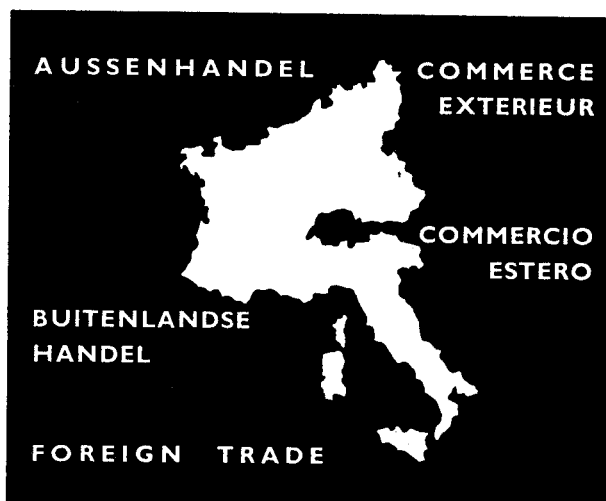 AUSSENHANDEL
COMMERCE
EXTERIEUR
COMMERCIO
ESTERO
BUITENLANDSE
HANDEL
FOREIGN TRADE